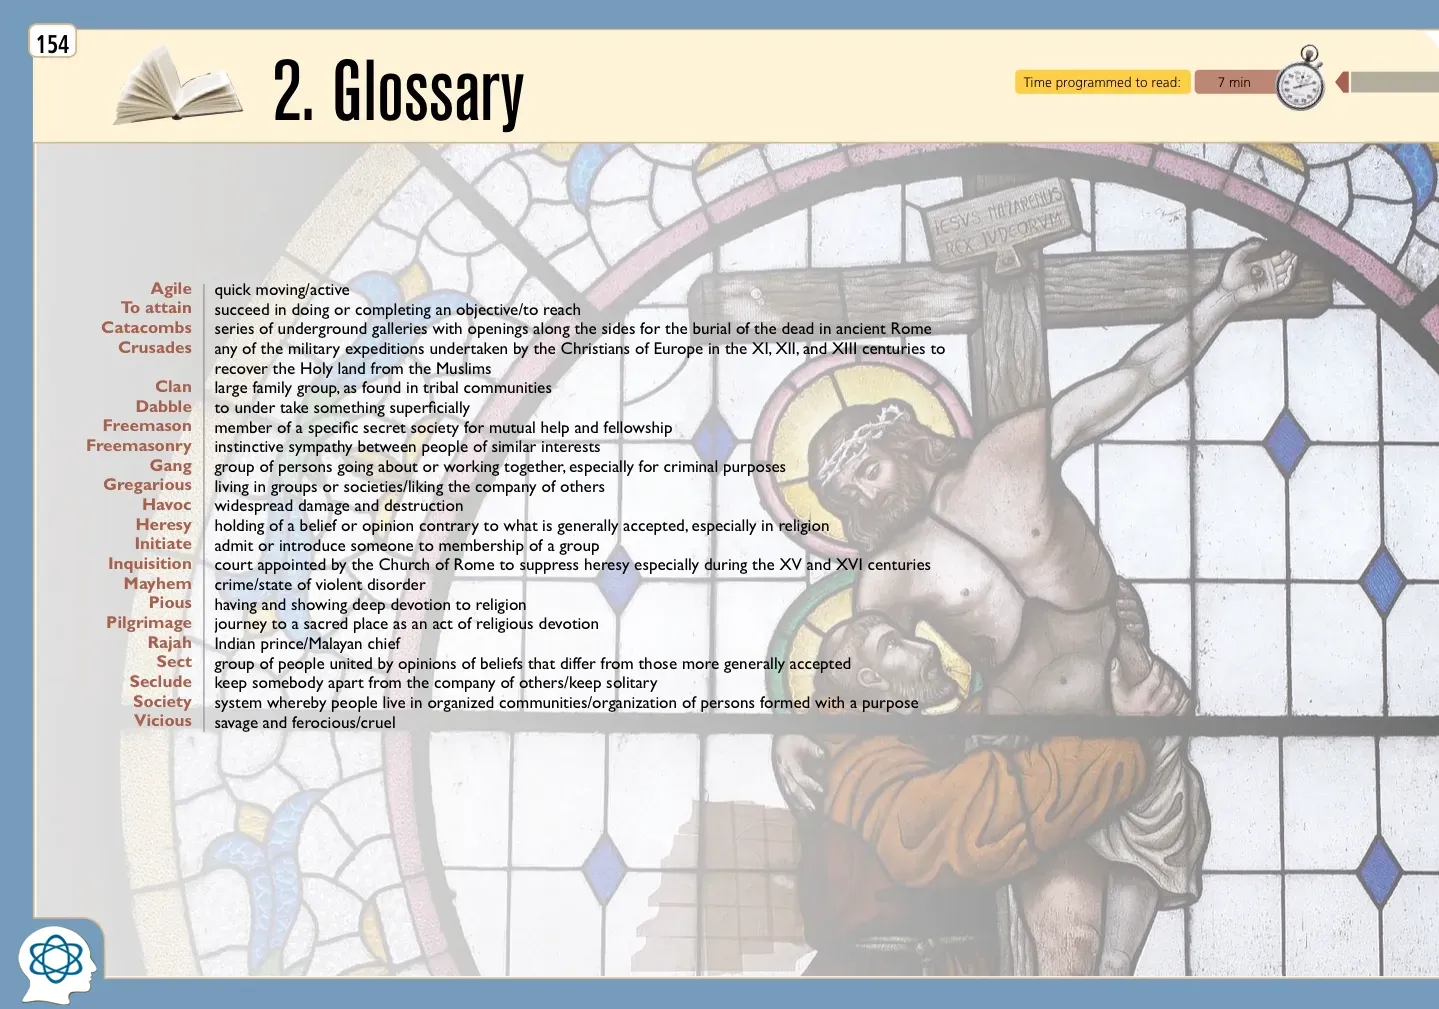 154
2. Glossary
Time programmed to read: 7 min
JESVS NAZARENVS
REX JVDEORVM
Agile quick moving/active
To attain succeed in doing or completing an objective/to reach
Catacombs series of underground galleries with openings along the sides for the burial of the dead in ancient Rome
Crusades any of the military expeditions undertaken by the Christians of Europe in the XI, XII, and XIII centuries to
recover the Holy land from the Muslims
Clan large family group, as found in tribal communities
Dabble to under take something superficially
Freemason member of a specific secret society for mutual help and fellowship
Freemasonry instinctive sympathy between people of similar interests
Gang group of persons going about or working together, especially for criminal purposes
Gregarious living in groups or societies/liking the company of others
Havoc widespread damage and destruction
Heresy holding of a belief or opinion contrary to what is generally accepted, especially in religion
Initiate admit or introduce someone to membership of a group
Inquisition court appointed by the Church of Rome to suppress heresy especially during the XV and XVI centuries
Mayhem crime/state of violent disorder
Pious having and showing deep devotion to religion
Pilgrimage journey to a sacred place as an act of religious devotion
Rajah Indian prince/Malayan chief
Sect group of people united by opinions of beliefs that differ from those more generally accepted
Seclude keep somebody apart from the company of others/keep solitary
Society system whereby people live in organized communities/organization of persons formed with a purpose
Vicious savage and ferocious/cruel